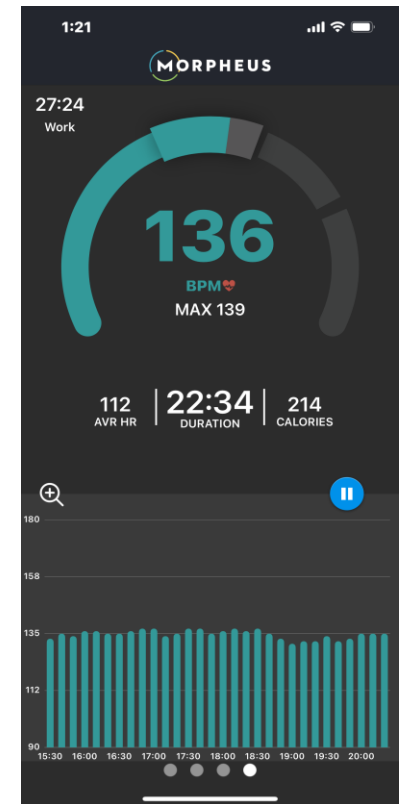 1:21
MORPHEUS
27:24
Work
136
BPM
MAX 139
112 22:34 214
AVR HR DURATION CALORIES
180
158
135
112
90
15:30 16:00 16:30 17:00 17:30 18:00 18:30 19:00 19:30 20:00